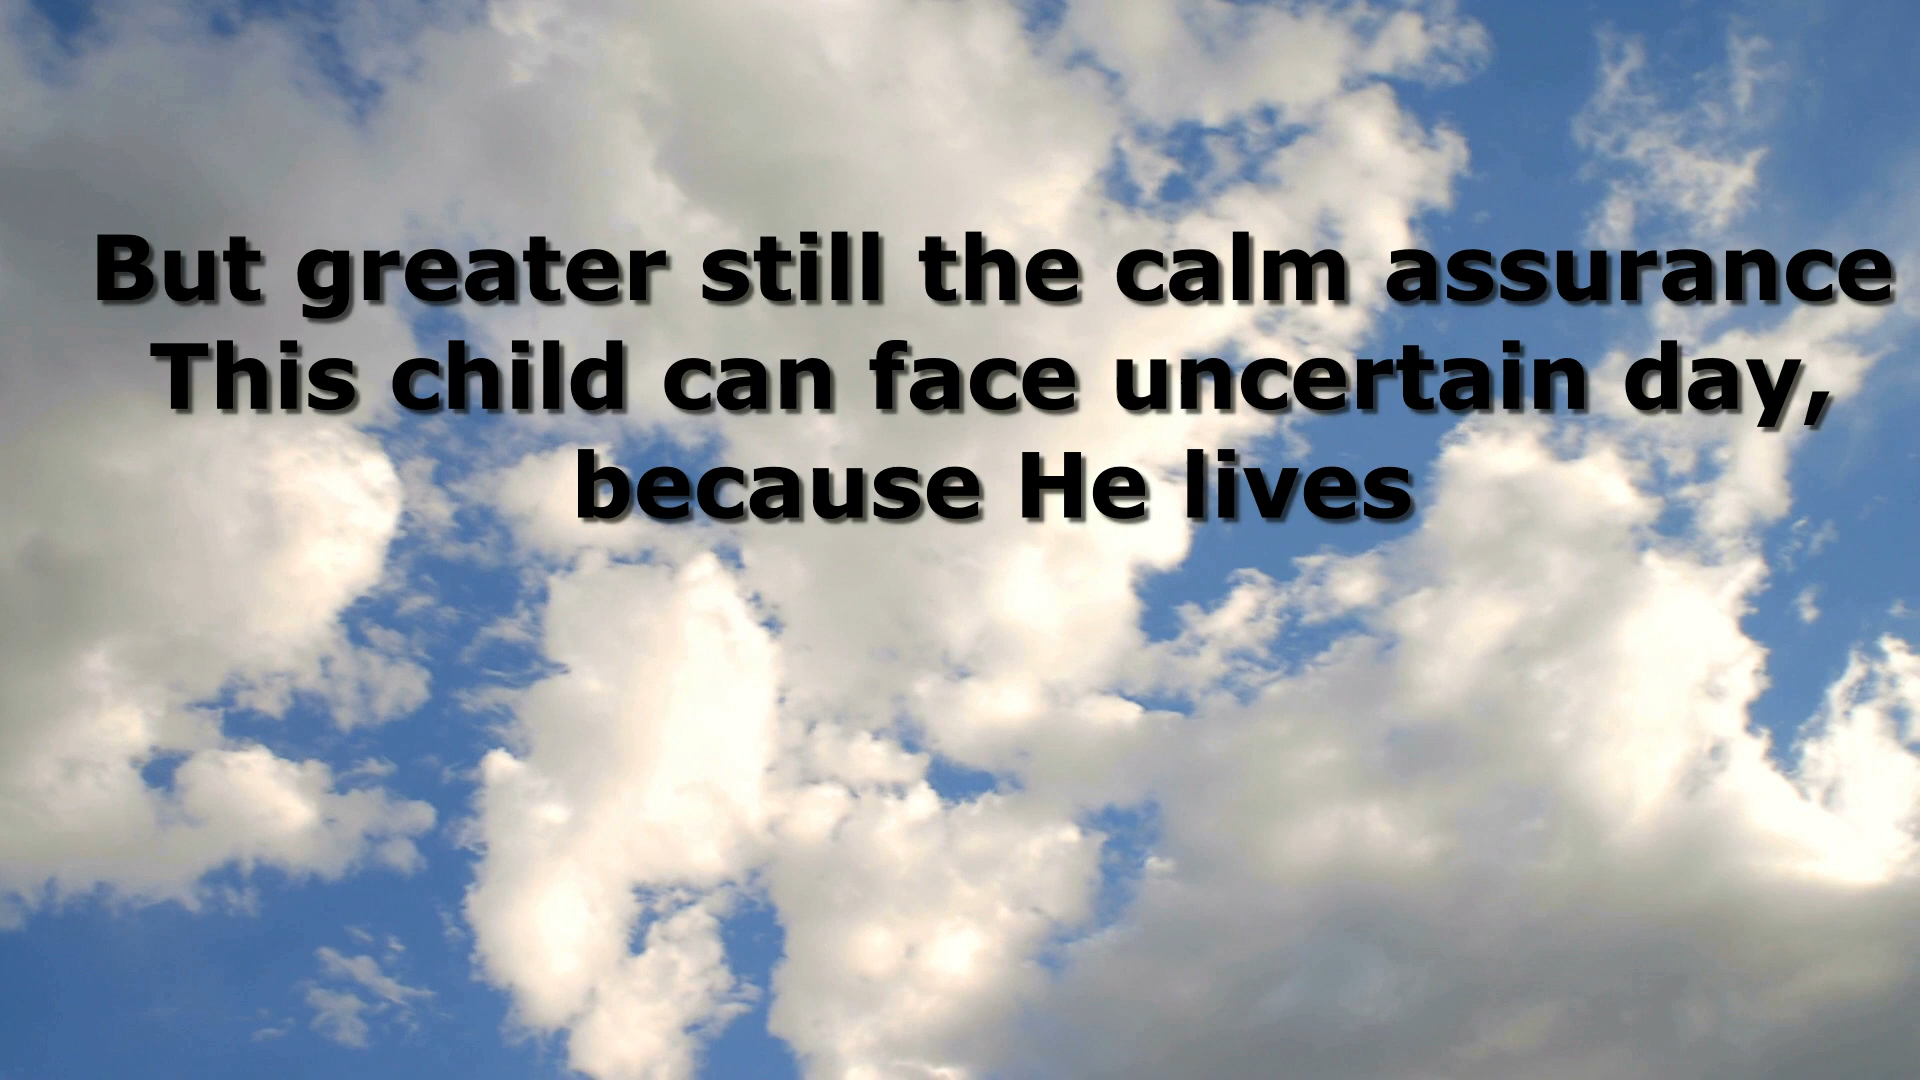 But greater still the calm assurance
This child can face uncertain day,
because He lives